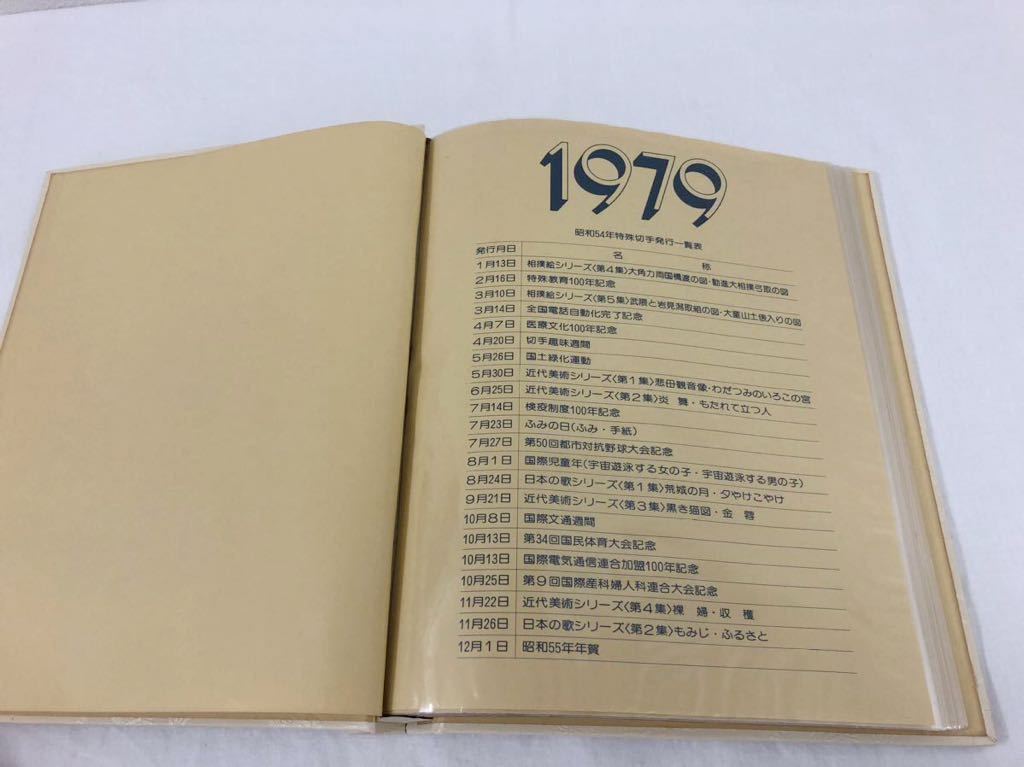 1979
昭和54年特殊切手発行一覧表
発行月日 名 称
1月13日 相撲絵シリーズ〈第4集〉大角力両国橋渡の図・勧進大相撲弓取の図
2月16日 特殊教育100年記念
3月10日 相撲絵シリーズ〈第5集〉武隈と岩見潟取組の図・大童山土俵入りの図
3月14日 全国電話自動化完了記念
4月7日 医療文化100年記念
4月20日 切手趣味週間
5月26日 国土緑化運動
5月30日 近代美術シリーズ〈第1集〉悲母観音像・わだつみのいろこの宮
6月25日 近代美術シリーズ〈第2集〉炎 舞・もたれて立つ人
7月14日 検疫制度100年記念
7月23日 ふみの日(ふみ・手紙)
7月27日 第50回都市対抗野球大会記念
8月1日 国際児童年(宇宙遊泳する女の子・宇宙遊泳する男の子)
8月24日 日本の歌シリーズ〈第1集〉荒城の月・夕やけこやけ
9月21日 近代美術シリーズ〈第3集〉黒き猫図・金 蓉
10月8日 国際文通週間
10月13日 第34回国民体育大会記念
10月13日 国際電気通信連合加盟100年記念
10月25日 第9回国際産科婦人科連合大会記念
11月22日 近代美術シリーズ〈第4集〉裸 婦・収 穫
11月26日 日本の歌シリーズ〈第2集〉もみじ・ふるさと
12月1日 昭和55年年賀